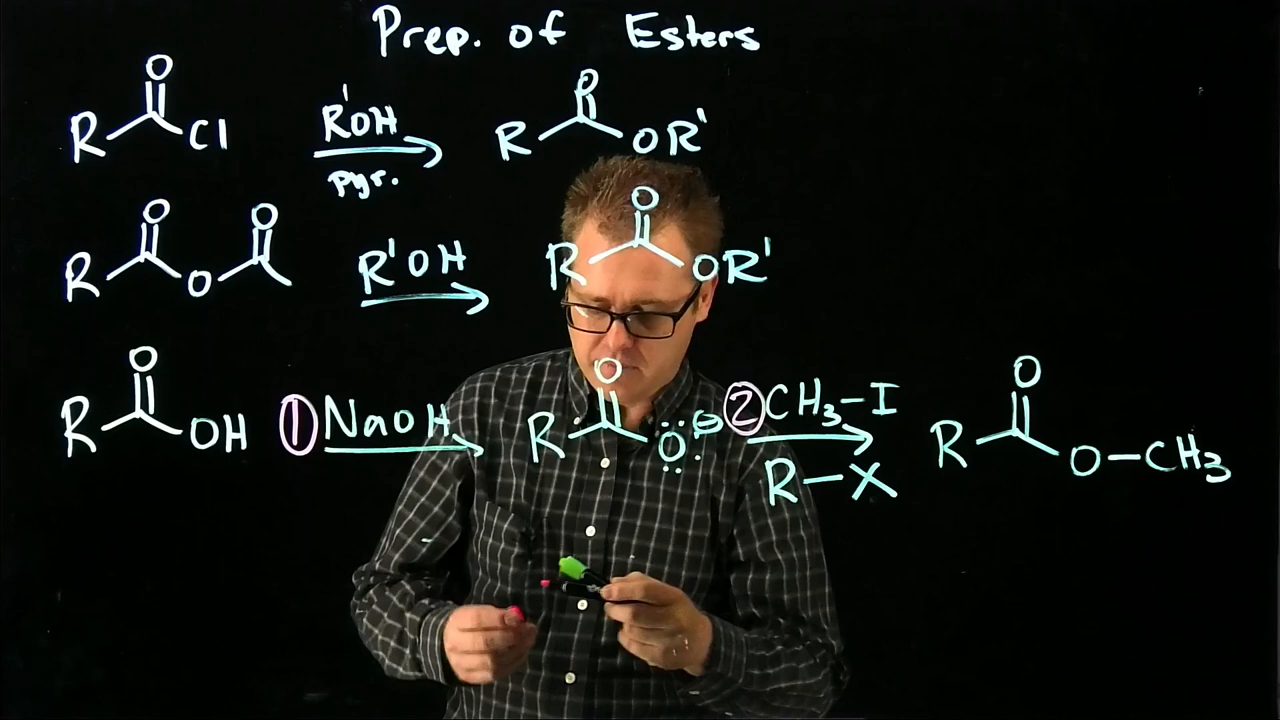 Prep. of Esters
R O Cl R'OH pyr. R O OR'
R O O O R'OH R O OR'
R O OH ① NaOH R O O ⊖ ② CH3-I R-X R O O-CH3